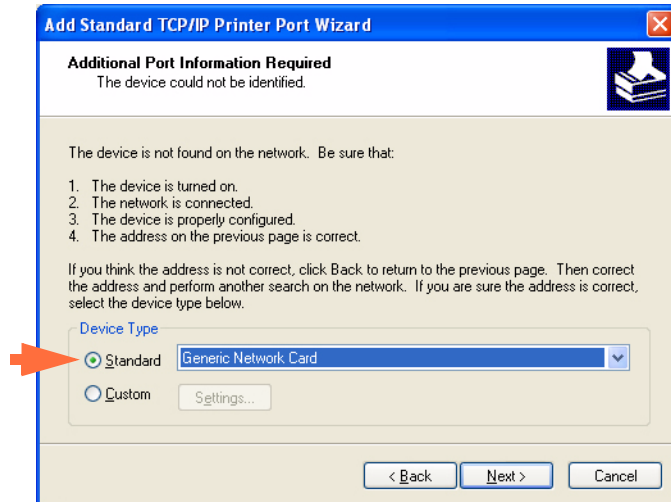 Add Standard TCP/IP Printer Port Wizard
Additional Port Information Required
The device could not be identified.
The device is not found on the network. Be sure that:
1. The device is turned on.
2. The network is connected.
3. The device is properly configured.
4. The address on the previous page is correct.
If you think the address is not correct, click Back to return to the previous page. Then correct
the address and perform another search on the network. If you are sure the address is correct,
select the device type below.
Device Type
Standard Generic Network Card
Custom Settings...
< Back Next > Cancel